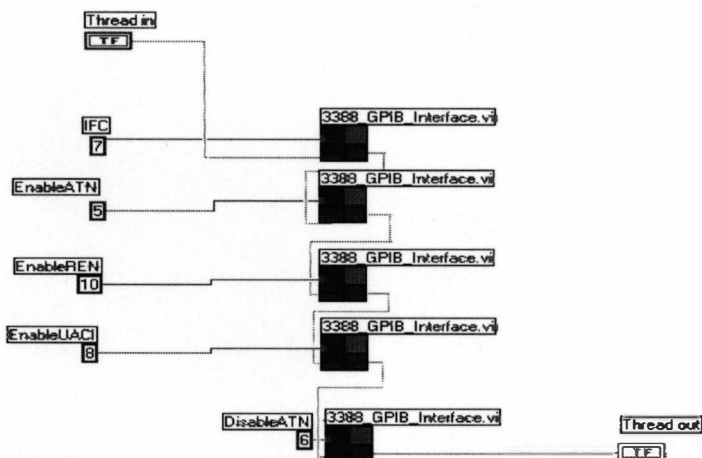 Thread in
TF
3388_GPIB_Interface.vi
IFC
7
3388_GPIB_Interface.vi
EnableATN
5
3388_GPIB_Interface.vi
EnableREN
10
3388_GPIB_Interface.vi
EnableUACI
8
DisableATN
3388_GPIB_Interface.vi
6
Thread out
TF